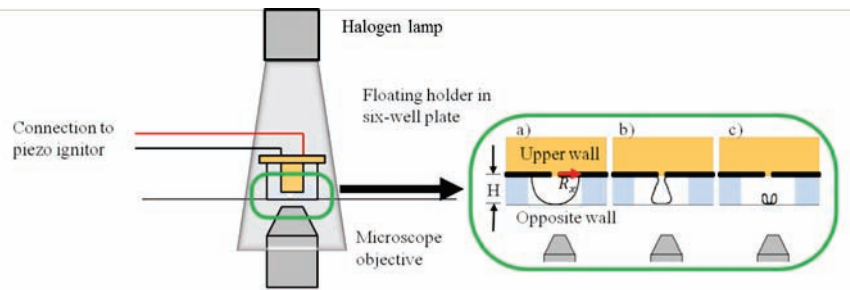 Halogen lamp
Floating holder in
six-well plate
Connection to
piezo ignitor
Microscope
objective
a)
b)
c)
Upper wall
H
Rx
Opposite wall